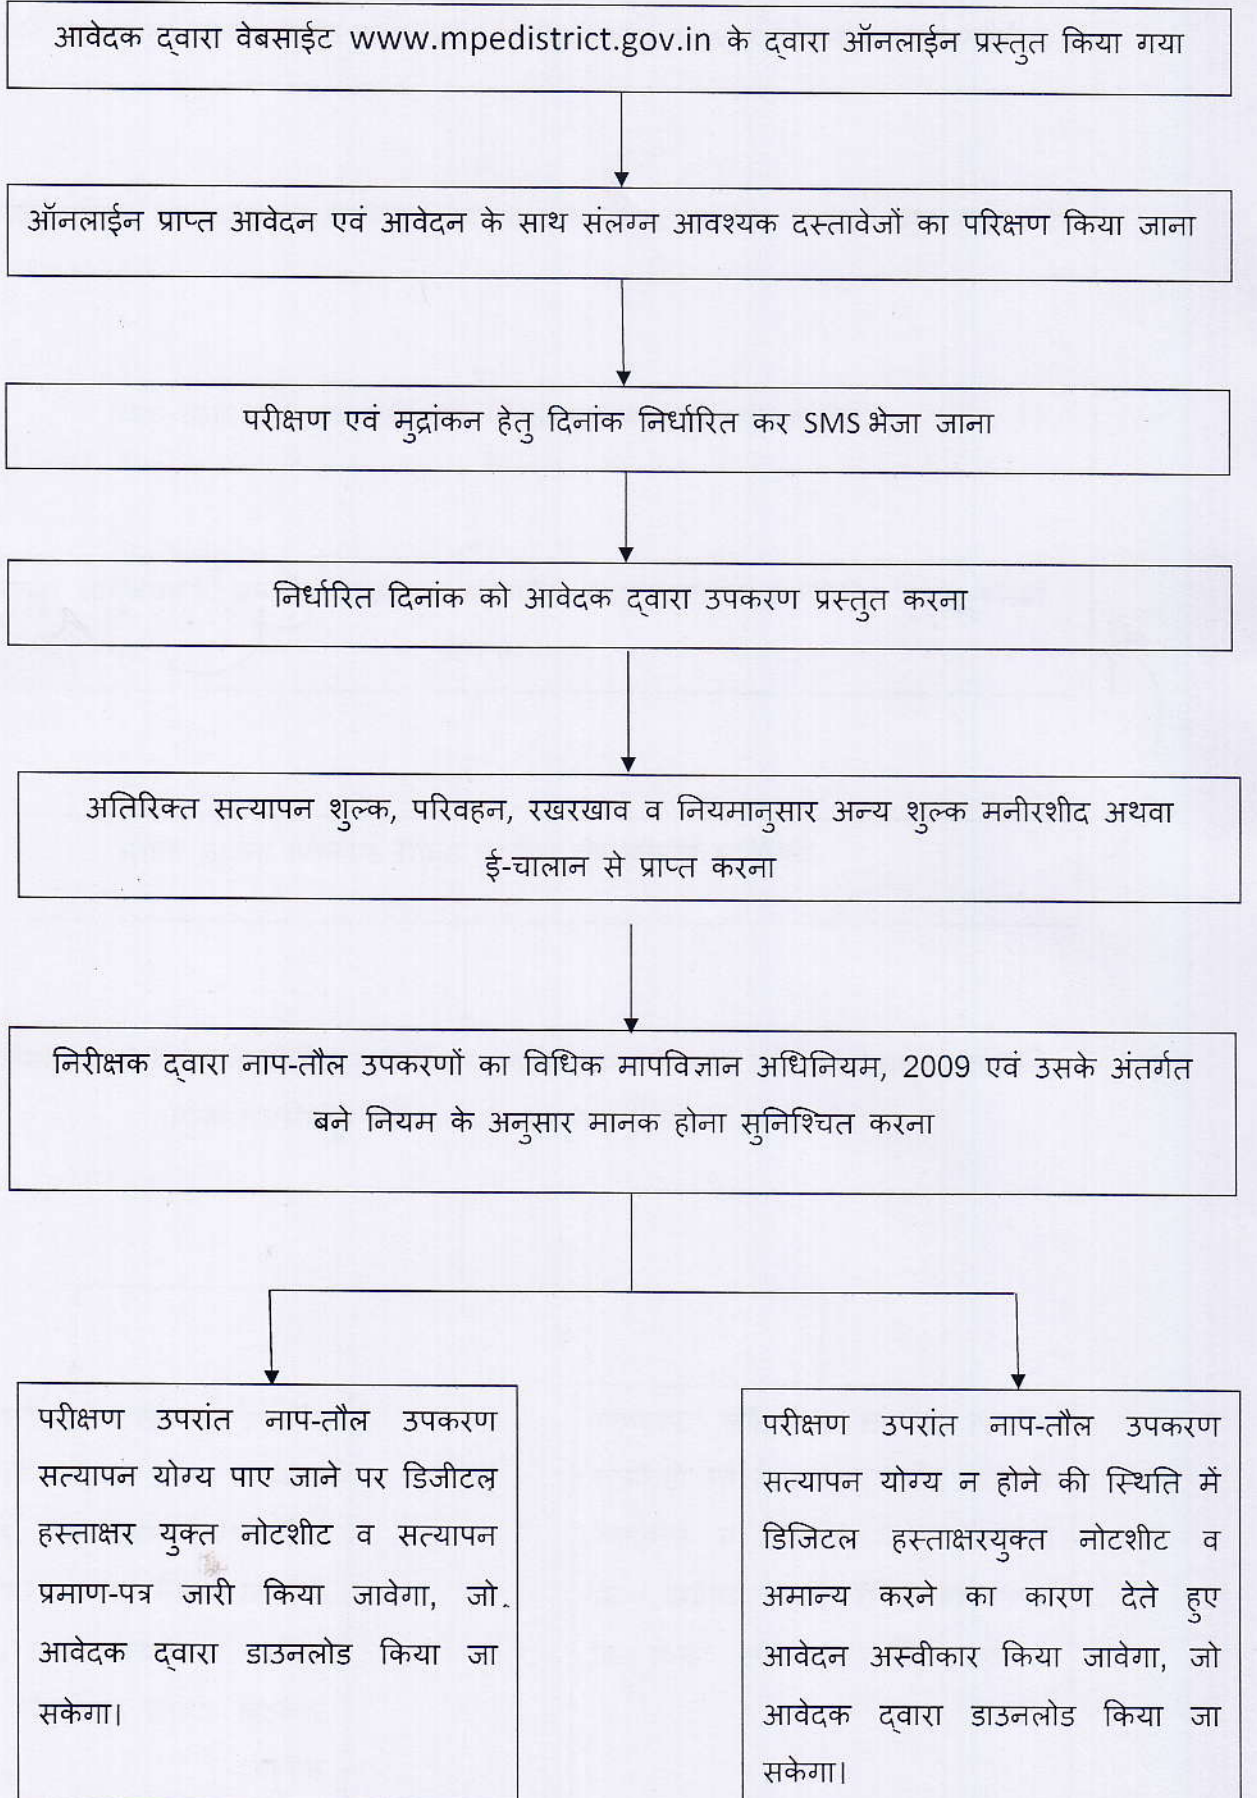 आवेदक द्वारा वेबसाईट www.mpedistrict.gov.in के द्वारा ऑनलाईन प्रस्तुत किया गया
ऑनलाईन प्राप्त आवेदन एवं आवेदन के साथ संलग्न आवश्यक दस्तावेजों का परिक्षण किया जाना
परीक्षण एवं मुद्रांकन हेतु दिनांक निर्धारित कर SMS भेजा जाना
निर्धारित दिनांक को आवेदक द्वारा उपकरण प्रस्तुत करना
अतिरिक्त सत्यापन शुल्क, परिवहन, रखरखाव व नियमानुसार अन्य शुल्क मनीरशीद अथवा
ई-चालान से प्राप्त करना
निरीक्षक द्वारा नाप-तौल उपकरणों का विधिक मापविज्ञान अधिनियम, 2009 एवं उसके अंतर्गत
बने नियम के अनुसार मानक होना सुनिश्चित करना
परीक्षण उपरांत नाप-तौल उपकरण
सत्यापन योग्य पाए जाने पर डिजीटल
हस्ताक्षर युक्त नोटशीट व सत्यापन
प्रमाण-पत्र जारी किया जावेगा, जो
आवेदक द्वारा डाउनलोड किया जा
सकेगा।
परीक्षण उपरांत नाप-तौल उपकरण
सत्यापन योग्य न होने की स्थिति में
डिजिटल हस्ताक्षरयुक्त नोटशीट व
अमान्य करने का कारण देते हुए
आवेदन अस्वीकार किया जावेगा, जो
आवेदक द्वारा डाउनलोड किया जा
सकेगा।